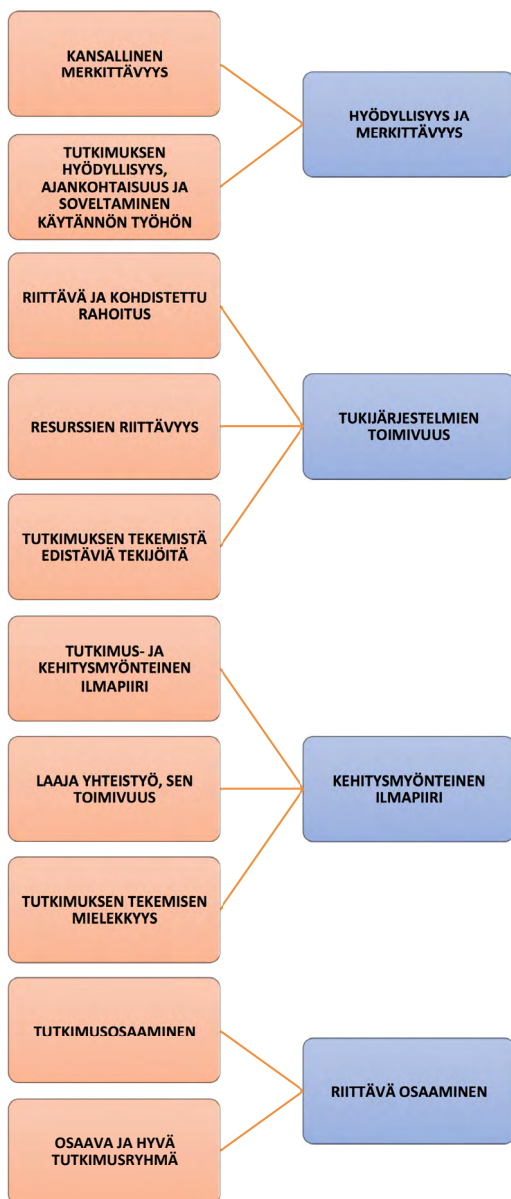 KANSALLINEN
MERKITTÄVYYS
HYÖDYLLISYYS JA
MERKITTÄVYYS
TUTKIMUKSEN
HYÖDYLLISYYS,
AJANKOHTAISUUS JA
SOVELTAMINEN
KÄYTÄNNÖN TYÖHÖN
RIITTÄVÄ JA KOHDISTETTU
RAHOITUS
RESURSSIEN RIITTÄVYYS
TUKIJÄRJESTELMIEN
TOIMIVUUS
TUTKIMUKSEN TEKEMISTÄ
EDISTÄVIÄ TEKIJÖITÄ
TUTKIMUS- JA
KEHITYSMYÖNTEINEN
ILMAPIIRI
LAAJA YHTEISTYÖ, SEN
TOIMIVUUS
KEHITYSMYÖNTEINEN
ILMAPIIRI
TUTKIMUKSEN TEKEMISEN
MIELEKKYYS
TUTKIMUSOSAAMINEN
RIITTÄVÄ OSAAMINEN
OSAAVA JA HYVÄ
TUTKIMUSRYHMÄ